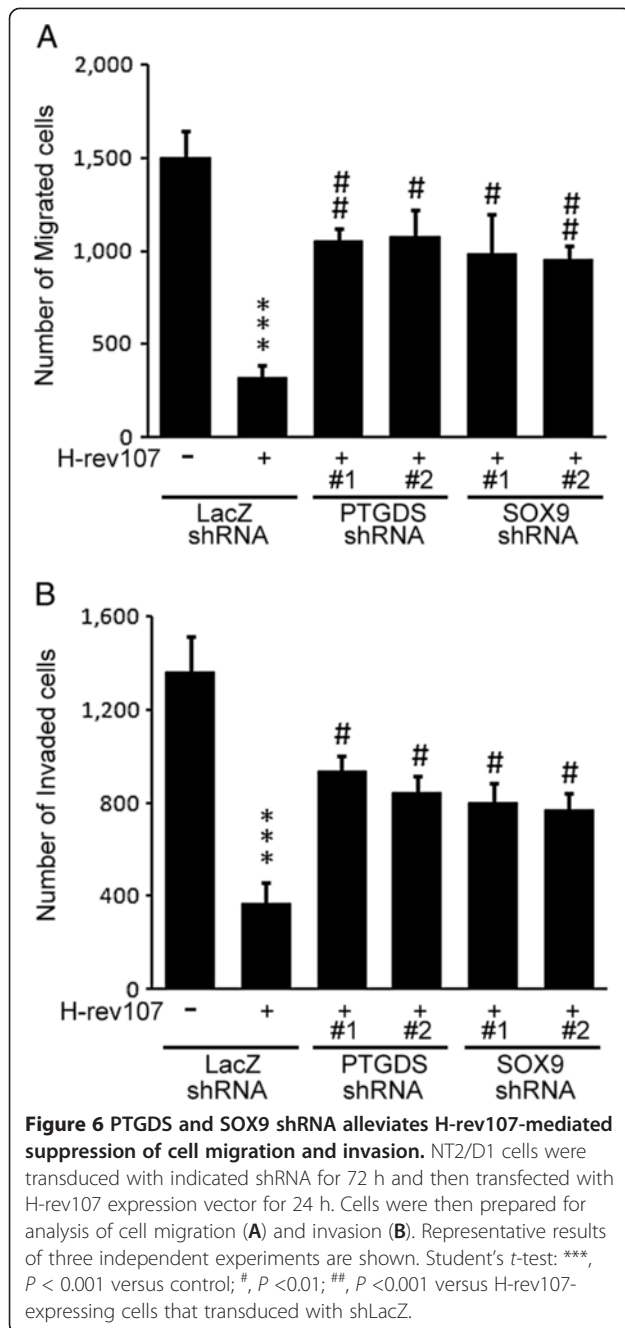 A
2,000
1,500
1,000
500
0
Number of Migrated cells
***
##
#
#
##
H-rev107 - + + + + +
#1 #2 #1 #2
LacZ PTGDS SOX9
shRNA shRNA shRNA
B
1,600
1,200
800
400
0
Number of Invaded cells
***
#
#
#
#
H-rev107 - + + + + +
#1 #2 #1 #2
LacZ PTGDS SOX9
shRNA shRNA shRNA
Figure 6 PTGDS and SOX9 shRNA alleviates H-rev107-mediated
suppression of cell migration and invasion. NT2/D1 cells were
transduced with indicated shRNA for 72 h and then transfected with
H-rev107 expression vector for 24 h. Cells were then prepared for
analysis of cell migration (A) and invasion (B). Representative results
of three independent experiments are shown. Student's t-test: ***,
P < 0.001 versus control; #, P <0.01; ##, P <0.001 versus H-rev107-
expressing cells that transduced with shLacZ.